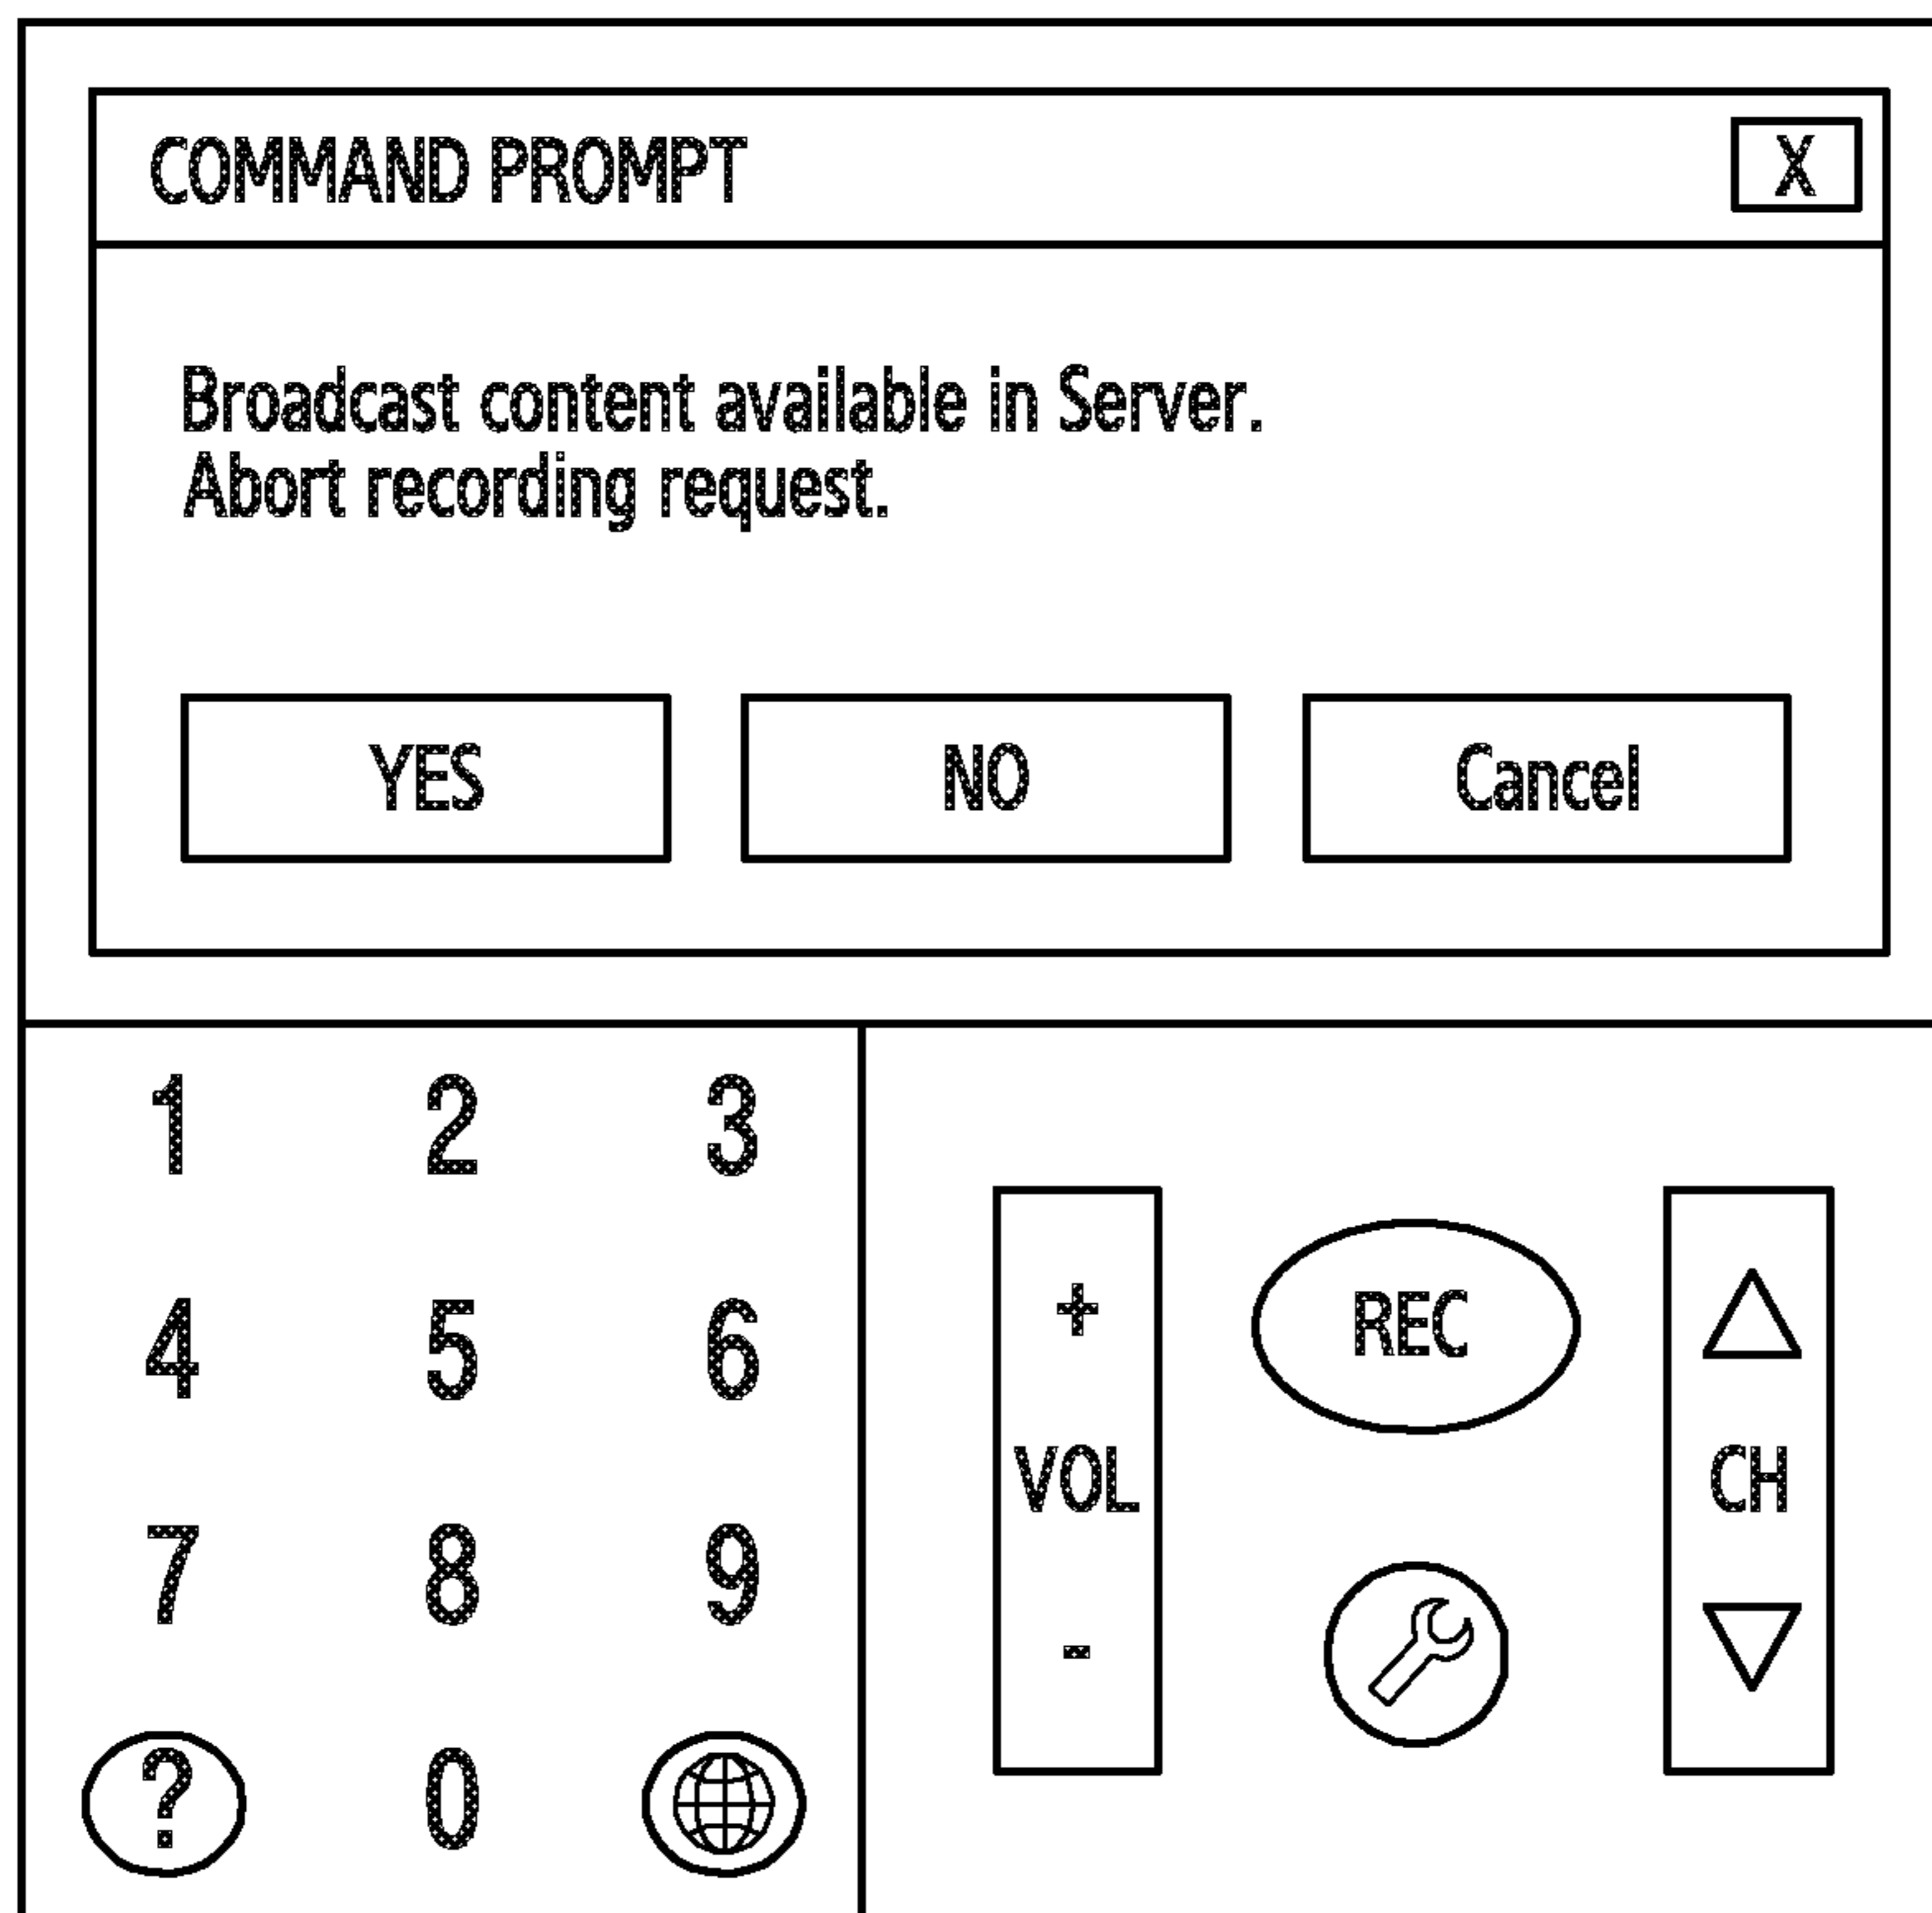 COMMAND PROMPT X
Broadcast content available in Server.
Abort recording request.
YES NO Cancel
1 2 3
4 5 6
7 8 9
? 0
+
VOL
-
REC
CH